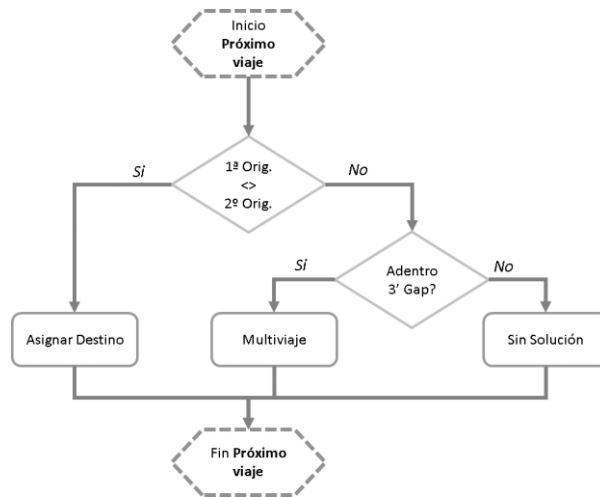 Inicio
Próximo
viaje
Si
1ª Orig.
<>
2º Orig.
No
Si
Adentro
3’ Gap?
No
Asignar Destino
Multiviaje
Sin Solución
Fin Próximo
viaje